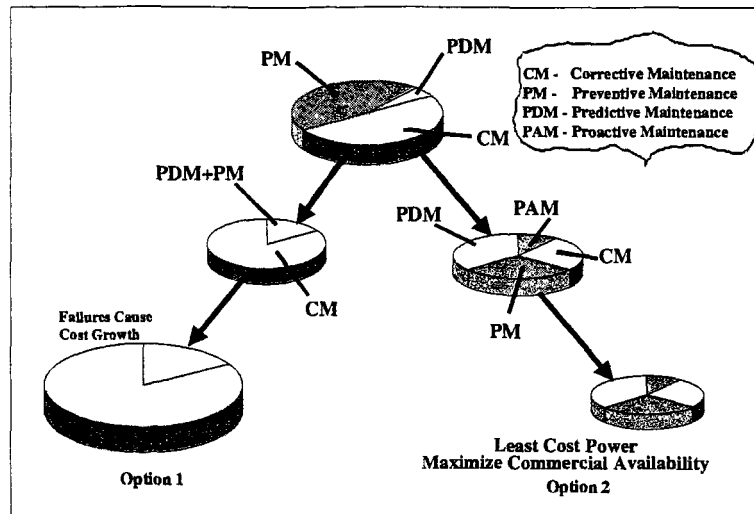 PM
PDM
CM - Corrective Maintenance
PM - Preventive Maintenance
PDM - Predictive Maintenance
PAM - Proactive Maintenance
CM
PDM+PM
PDM
PAM
CM
CM
PM
Failures Cause
Cost Growth
Least Cost Power
Maximize Commercial Availability
Option 1
Option 2